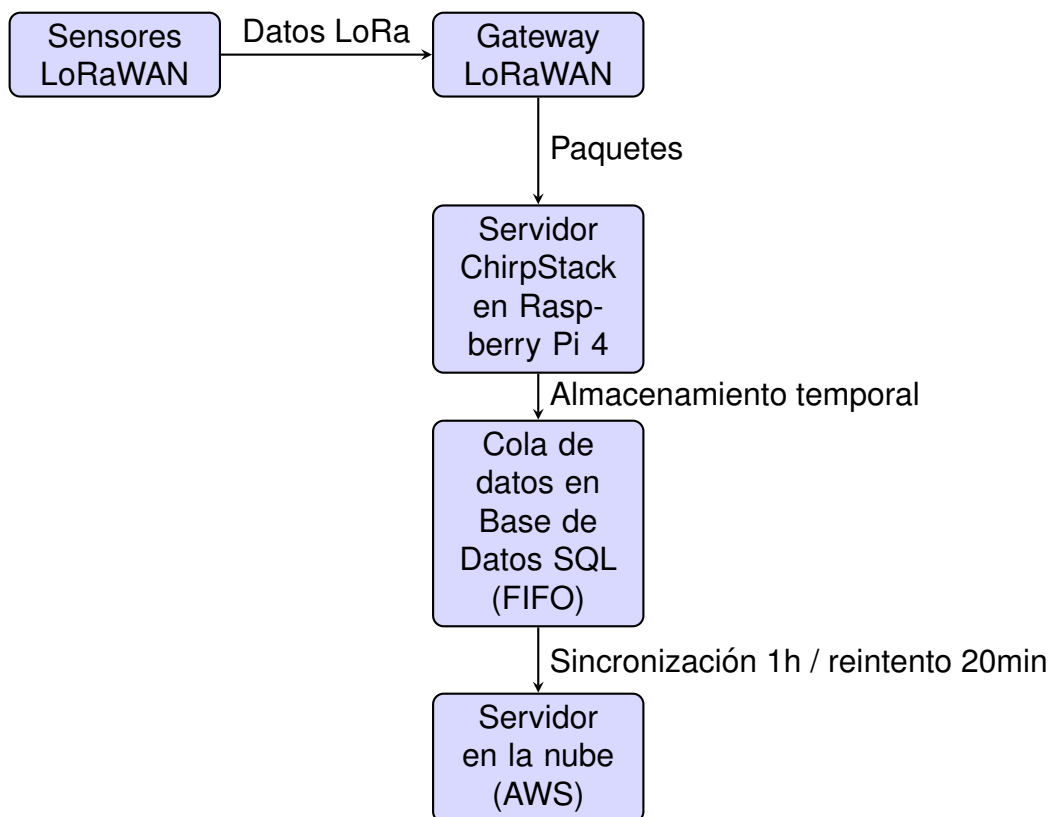 Sensores
LoRaWAN
Datos LoRa
Gateway
LoRaWAN
Paquetes
Servidor
ChirpStack
en Rasp-
berry Pi 4
Almacenamiento temporal
Cola de
datos en
Base de
Datos SQL
(FIFO)
Sincronización 1h / reintento 20min
Servidor
en la nube
(AWS)